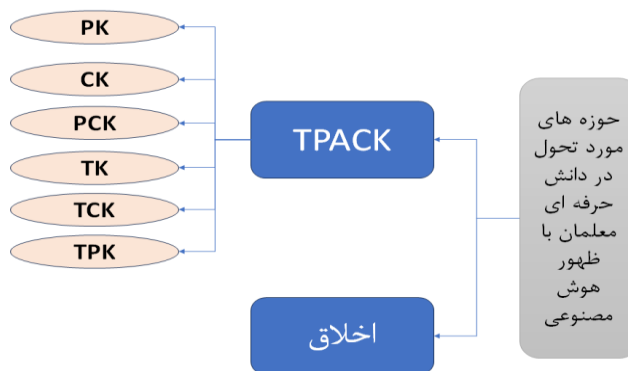 حوزه های
مورد تحول
در دانش
حرفه ای
معلمان با
ظهور
هوش
مصنوعی
TPACK
اخلاق
PK
CK
PCK
TK
TCK
TPK